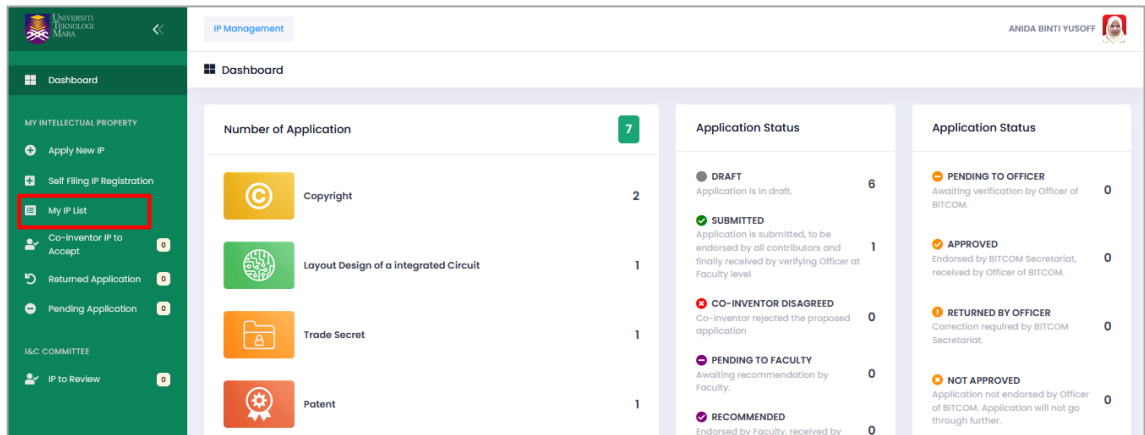 UNIVERSITI
TEKNOLOGI
MARA
IP Management
ANIDA BINTI YUSOFF
Dashboard
MY INTELLECTUAL PROPERTY
Apply New IP
Self Filing IP Registration
My IP List
Co-inventor IP to
Accept
0
Returned Application
0
Pending Application
0
I&C COMMITTEE
IP to Review
0
Dashboard
Number of Application
7
Copyright
2
Layout Design of a integrated Circuit
1
Trade Secret
1
Patent
1
Application Status
DRAFT
Application is in draft.
6
SUBMITTED
Application is submitted, to be
endorsed by all contributors and
finally received by verifying Officer at
Faculty level
1
CO-INVENTOR DISAGREED
Co-inventor rejected the proposed
application
0
PENDING TO FACULTY
Awaiting recommendation by
Faculty.
0
RECOMMENDED
Endorsed by Faculty, received by
0
Application Status
PENDING TO OFFICER
Awaiting verification by Officer of
BITCOM.
0
APPROVED
Endorsed by BITCOM Secretariat,
received by Officer of BITCOM.
0
RETURNED BY OFFICER
Correction required by BITCOM
Secretariat.
0
NOT APPROVED
Application not endorsed by Officer
of BITCOM. Application will not go
through further.
0